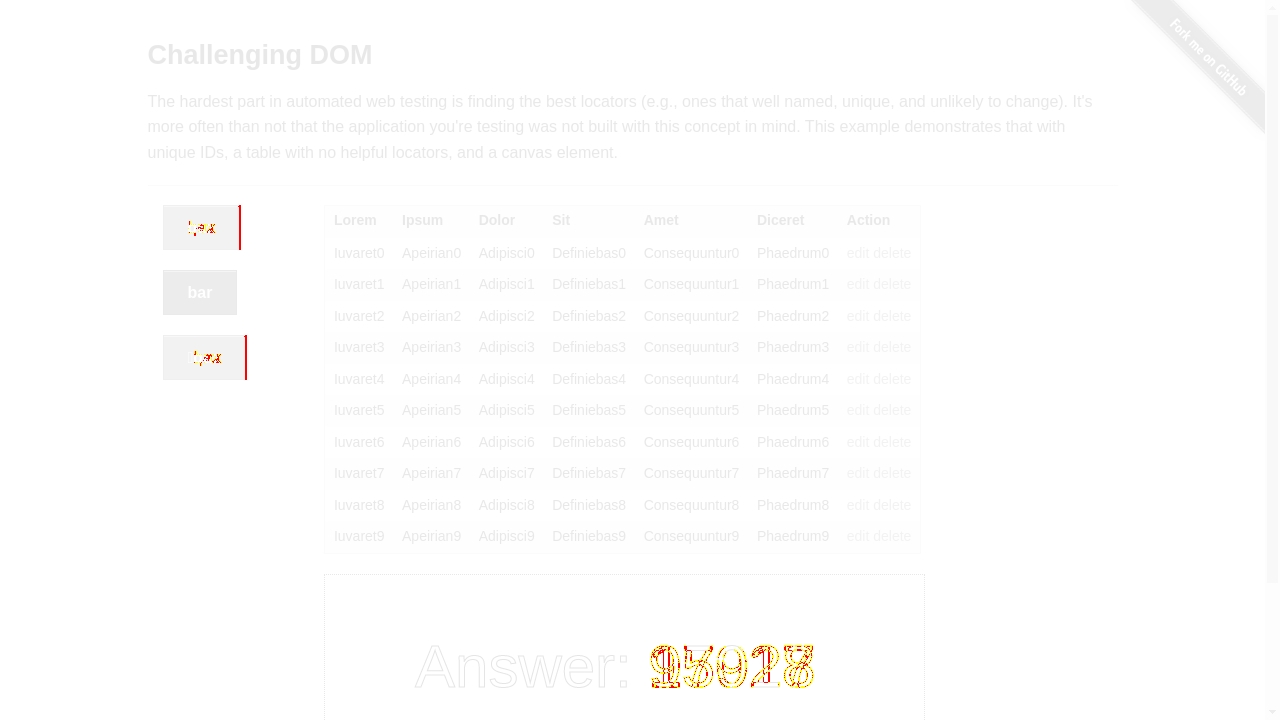 Fork me on GitHub
Challenging DOM
The hardest part in automated web testing is finding the best locators (e.g., ones that well named, unique, and unlikely to change). It's
more often than not that the application you're testing was not built with this concept in mind. This example demonstrates that with
unique IDs, a table with no helpful locators, and a canvas element.
bar
Lorem Ipsum Dolor Sit Amet Diceret Action
Iuvaret0 Apeirian0 Adipisci0 Definiebas0 Consequuntur0 Phaedrum0 edit delete
Iuvaret1 Apeirian1 Adipisci1 Definiebas1 Consequuntur1 Phaedrum1 edit delete
Iuvaret2 Apeirian2 Adipisci2 Definiebas2 Consequuntur2 Phaedrum2 edit delete
Iuvaret3 Apeirian3 Adipisci3 Definiebas3 Consequuntur3 Phaedrum3 edit delete
Iuvaret4 Apeirian4 Adipisci4 Definiebas4 Consequuntur4 Phaedrum4 edit delete
Iuvaret5 Apeirian5 Adipisci5 Definiebas5 Consequuntur5 Phaedrum5 edit delete
Iuvaret6 Apeirian6 Adipisci6 Definiebas6 Consequuntur6 Phaedrum6 edit delete
Iuvaret7 Apeirian7 Adipisci7 Definiebas7 Consequuntur7 Phaedrum7 edit delete
Iuvaret8 Apeirian8 Adipisci8 Definiebas8 Consequuntur8 Phaedrum8 edit delete
Iuvaret9 Apeirian9 Adipisci9 Definiebas9 Consequuntur9 Phaedrum9 edit delete
Answer: